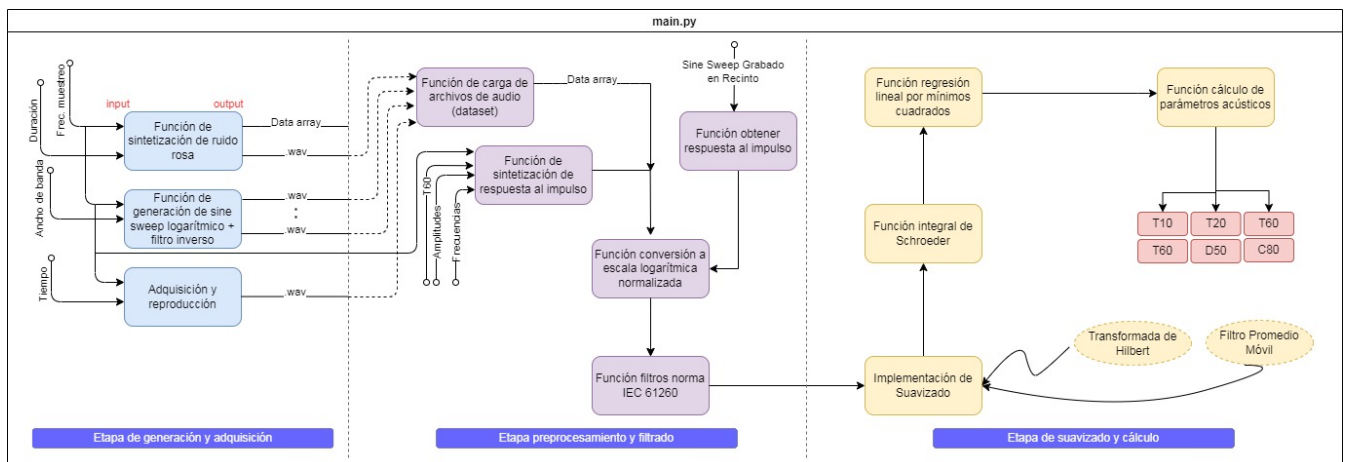 main.py
Duración
Frec. muestreo
input
output
Función de
sintetización de ruido
rosa
Data array
.wav
Ancho de banda
Función de
generación de sine
sweep logarítmico +
filtro inverso
.wav
:
.wav
Tiempo
Adquisición y
reproducción
.wav
Etapa de generación y adquisición
Función de carga de
archivos de audio
(dataset)
Data array
Sine Sweep Grabado
en Recinto
Función obtener
respuesta al impulso
Función de
sintetización de
respuesta al impulso
T60
Amplitudes
Frecuencias
Función conversión a
escala logarítmica
normalizada
Función filtros norma
IEC 61260
Etapa preprocesamiento y filtrado
Función regresión
lineal por mínimos
cuadrados
Función cálculo de
parámetros acústicos
T10
T20
T60
T60
D50
C80
Función integral de
Schroeder
Transformada de
Hilbert
Filtro Promedio
Móvil
Implementación de
Suavizado
Etapa de suavizado y cálculo